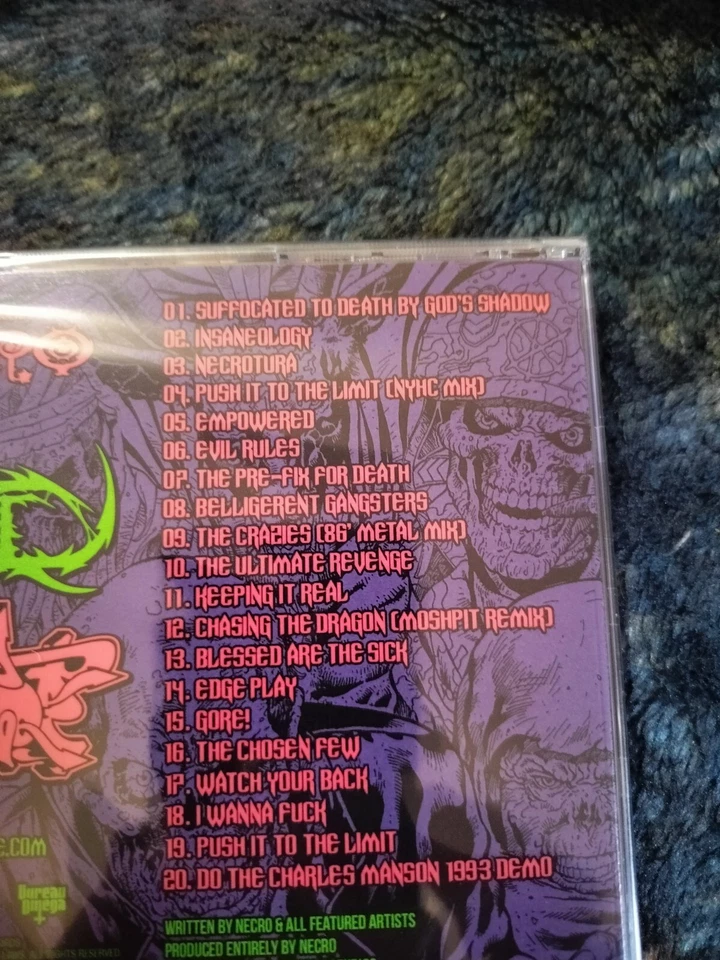 01. SUFFOCATED TO DEATH BY GOD'S SHADOW
02. INSANEOLOGY
03. NECROTURA
04. PUSH IT TO THE LIMIT (NYHC MIX)
05. EMPOWERED
06. EVIL RULES
07. THE PRE-FIX FOR DEATH
08. BELLIGERENT GANGSTERS
09. THE CRAZIES (86' METAL MIX)
10. THE ULTIMATE REVENGE
11. KEEPING IT REAL
12. CHASING THE DRAGON (MOSHPIT REMIX)
13. BLESSED ARE THE SICK
14. EDGE PLAY
15. GORE!
16. THE CHOSEN FEW
17. WATCH YOUR BACK
18. I WANNA FUCK
19. PUSH IT TO THE LIMIT
20. DO THE CHARLES MANSON 1993 DEMO
.COM
Bureau
Omega
RIGHTS RESERVED.
WRITTEN BY NECRO & ALL FEATURED ARTISTS
PRODUCED ENTIRELY BY NECRO